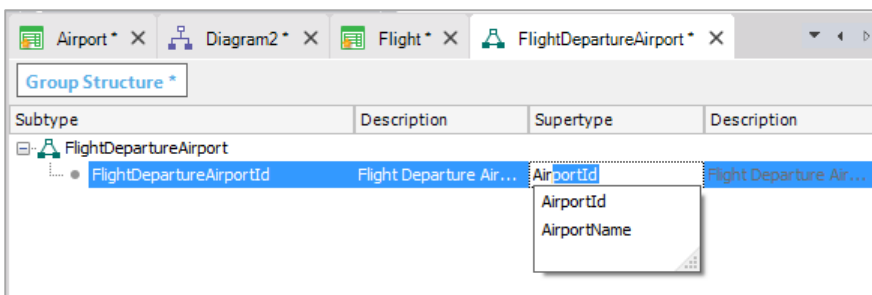 Airport * Diagram2 * Flight * FlightDepartureAirport *
Group Structure *
Subtype Description Supertype Description
FlightDepartureAirport
FlightDepartureAirportId Flight Departure Air... AirportId Flight Departure Air...
AirportId
AirportName